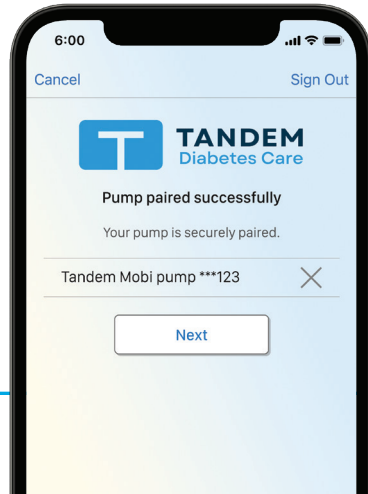 6:00
Cancel Sign Out
T TANDEM
Diabetes Care
Pump paired successfully
Your pump is securely paired.
Tandem Mobi pump ***123
Next